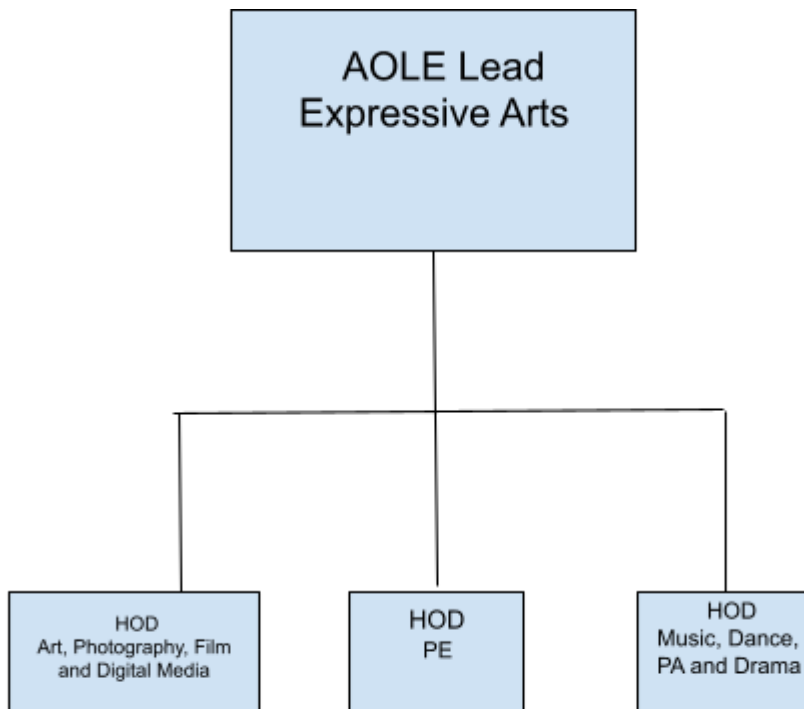 AOLE Lead
Expressive Arts
HOD
Art, Photography, Film
and Digital Media
HOD
PE
HOD
Music, Dance,
PA and Drama